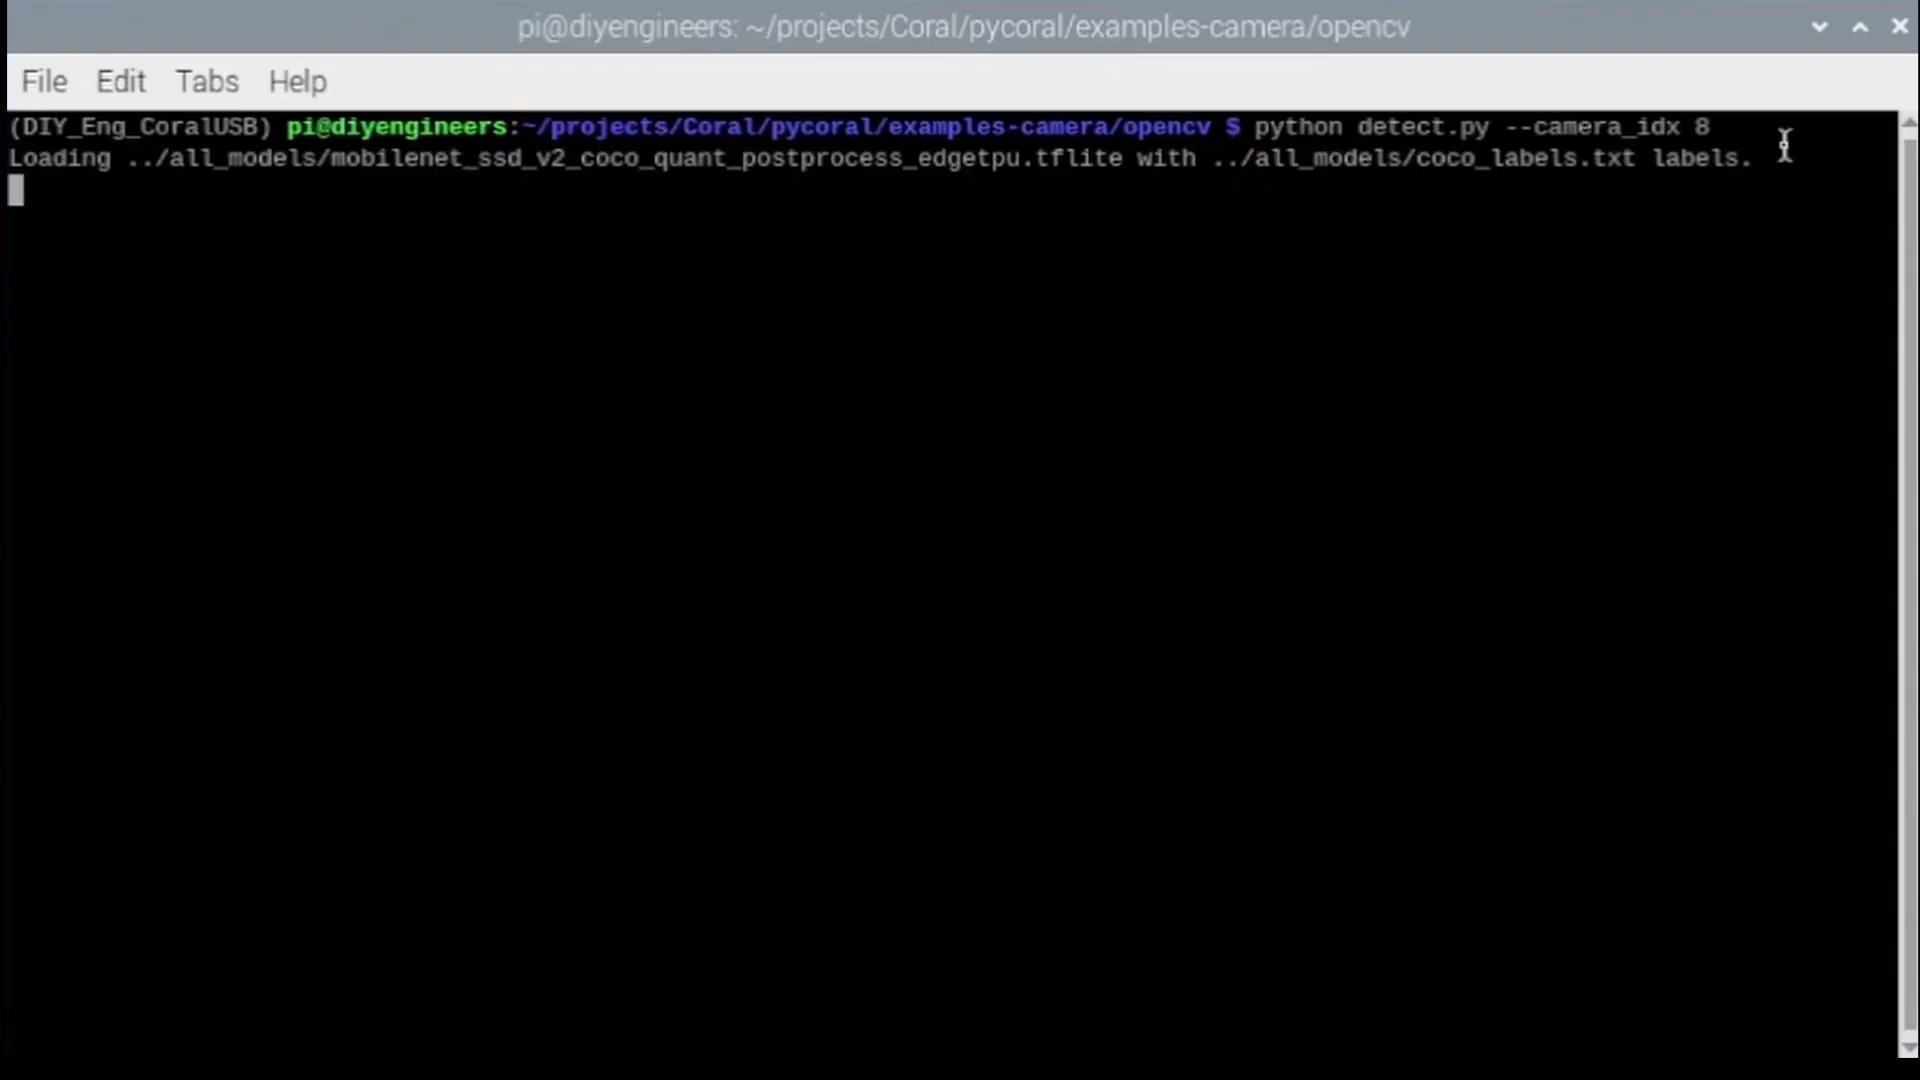 pi@diyengineers: ~/projects/Coral/pycoral/examples-camera/opencv
File Edit Tabs Help
(DIY_Eng_CoralUSB) pi@diyengineers:~/projects/Coral/pycoral/examples-camera/opencv $ python detect.py --camera_idx 8
Loading ../all_models/mobilenet_ssd_v2_coco_quant_postprocess_edgetpu.tflite with ../all_models/coco_labels.txt labels.